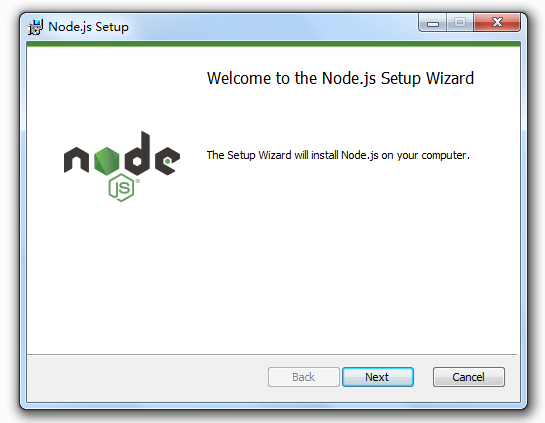 Node.js Setup
Welcome to the Node.js Setup Wizard
The Setup Wizard will install Node.js on your computer.
node
JS®
Back
Next
Cancel